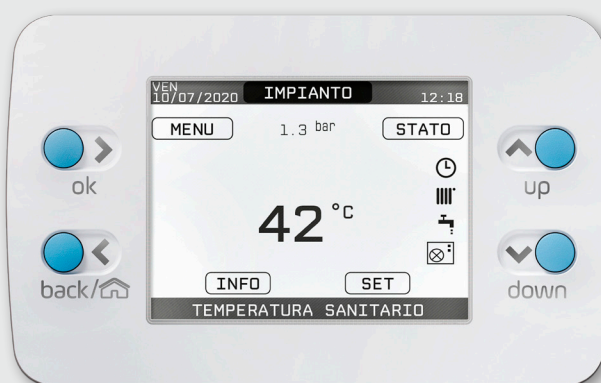 VEN
10/07/2020 IMPIANTO 12:18
MENU 1.3 bar STATO
ok
up
42 °C
back/
down
INFO SET
TEMPERATURA SANITARIO